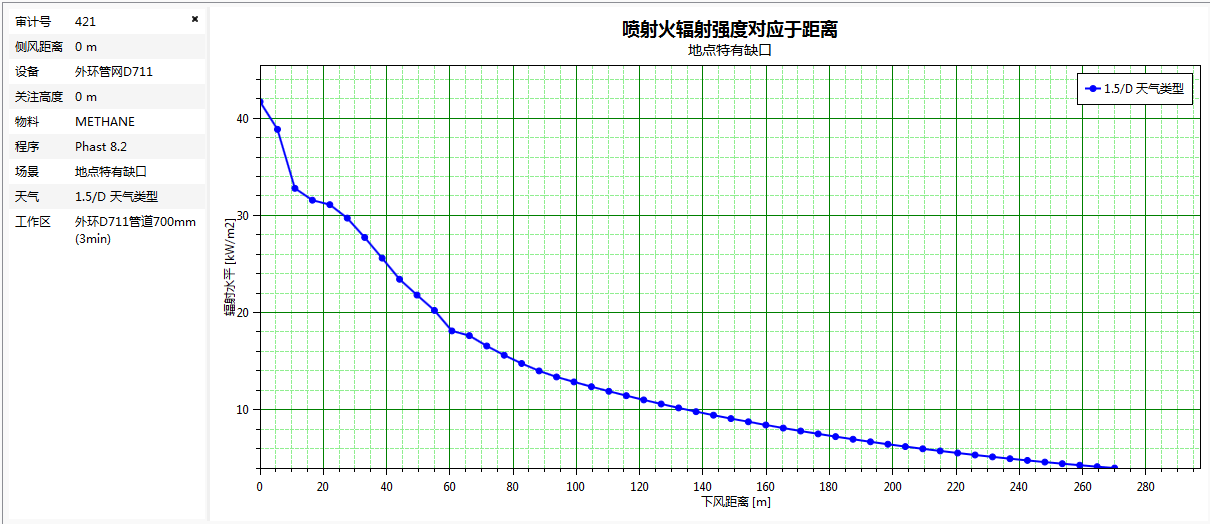 审计号 421
×
侧风距离 0 m
设备 外环管网D711
关注高度 0 m
物料 METHANE
程序 Phast 8.2
场景 地点特有缺口
天气 1.5/D 天气类型
工作区 外环D711管道700mm
(3min)
喷射火辐射强度对应于距离
地点特有缺口
1.5/D 天气类型
辐射水平 [kW/m2]
40
30
20
10
0 20 40 60 80 100 120 140 160 180 200 220 240 260 280
下风距离 [m]